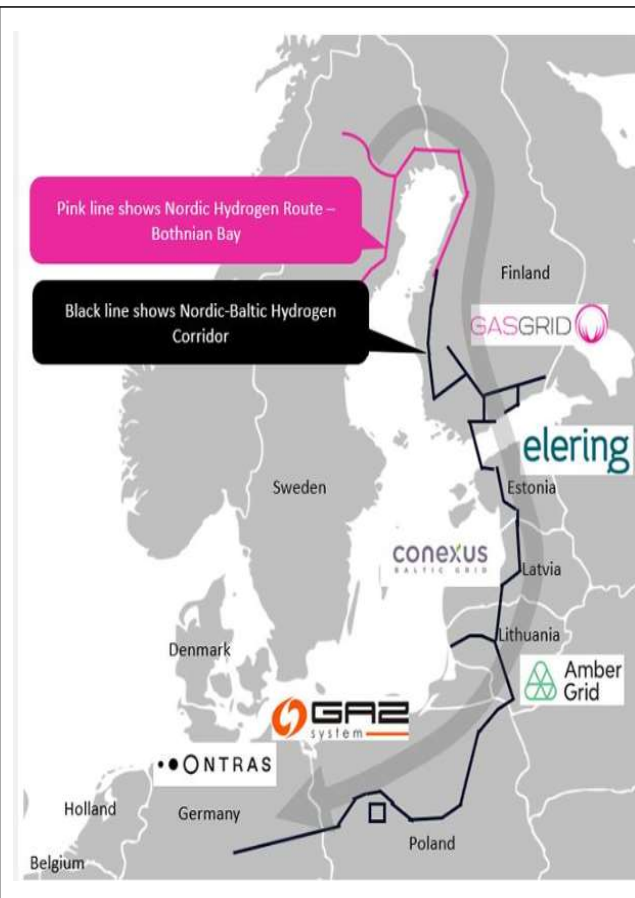 Pink line shows Nordic Hydrogen Route –
Bothnian Bay
Finland
Black line shows Nordic-Baltic Hydrogen
Corridor
GASGRID
elering
Sweden
Estonia
conexus
BALTIC GRID
Latvia
Lithuania
Denmark
Amber
Grid
GAZ
system
ONTRAS
Holland
Germany
Poland
Belgium